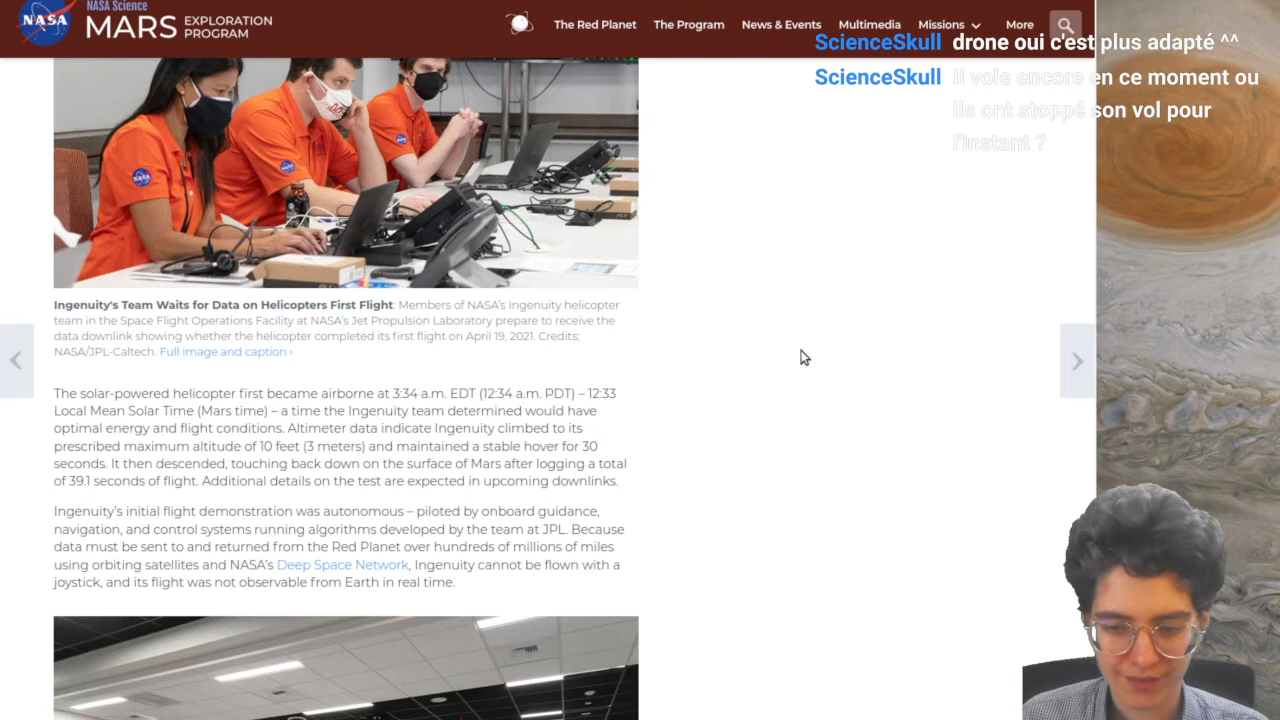 NASA
NASA Science
MARS EXPLORATION PROGRAM
The Red Planet The Program News & Events Multimedia Missions More
ScienceSkull drone oui c'est plus adapté ^^
ScienceSkull Il vole encore en ce moment ou
ils ont stoppé son vol pour
l'instant ?
Ingenuity's Team Waits for Data on Helicopters First Flight: Members of NASA's Ingenuity helicopter
team in the Space Flight Operations Facility at NASA's Jet Propulsion Laboratory prepare to receive the
data downlink showing whether the helicopter completed its first flight on April 19, 2021. Credits:
NASA/JPL-Caltech. Full image and caption ›
The solar-powered helicopter first became airborne at 3:34 a.m. EDT (12:34 a.m. PDT) – 12:33
Local Mean Solar Time (Mars time) – a time the Ingenuity team determined would have
optimal energy and flight conditions. Altimeter data indicate Ingenuity climbed to its
prescribed maximum altitude of 10 feet (3 meters) and maintained a stable hover for 30
seconds. It then descended, touching back down on the surface of Mars after logging a total
of 39.1 seconds of flight. Additional details on the test are expected in upcoming downlinks.
Ingenuity's initial flight demonstration was autonomous – piloted by onboard guidance,
navigation, and control systems running algorithms developed by the team at JPL. Because
data must be sent to and returned from the Red Planet over hundreds of millions of miles
using orbiting satellites and NASA's Deep Space Network, Ingenuity cannot be flown with a
joystick, and its flight was not observable from Earth in real time.